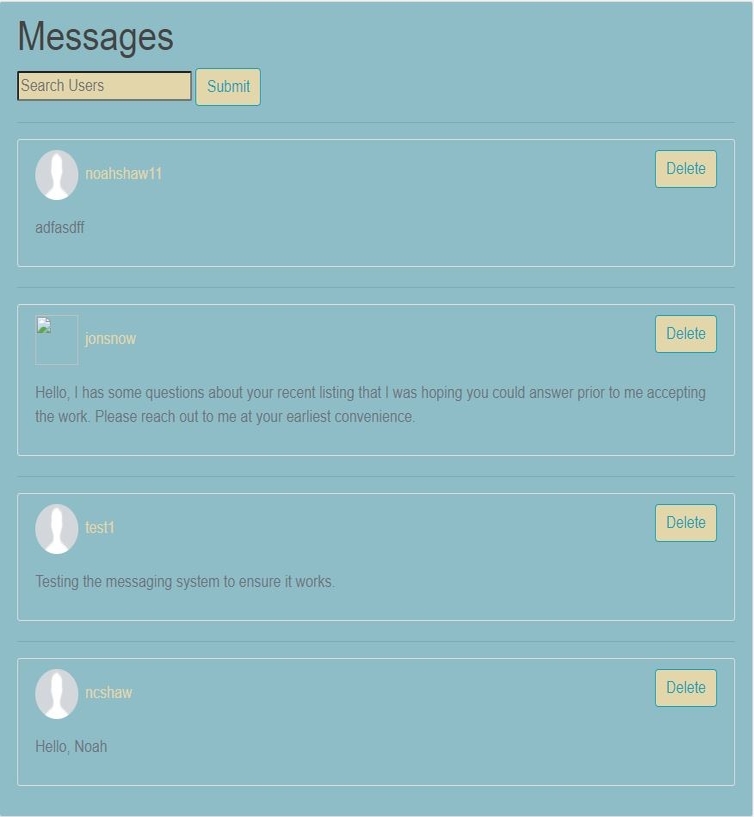 Messages
Search Users Submit
noahshaw11 Delete
adfasdff
jonsnow Delete
Hello, I has some questions about your recent listing that I was hoping you could answer prior to me accepting
the work. Please reach out to me at your earliest convenience.
test1 Delete
Testing the messaging system to ensure it works.
ncshaw Delete
Hello, Noah